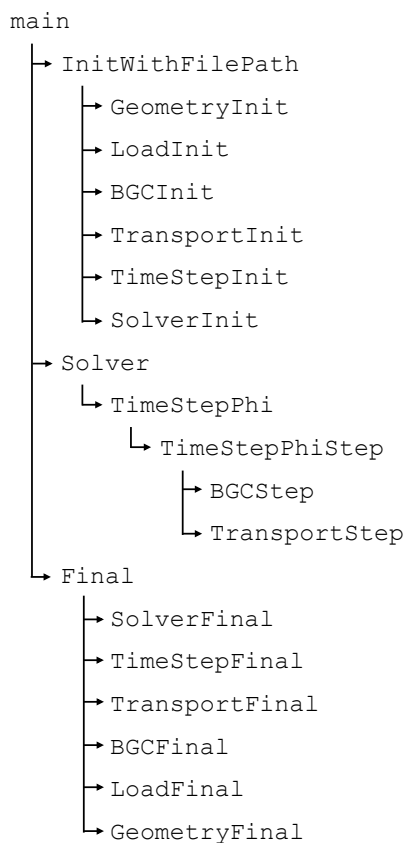 main
InitWithFilePath
GeometryInit
LoadInit
BGCInit
TransportInit
TimeStepInit
SolverInit
Solver
TimeStepPhi
TimeStepPhiStep
BGCStep
TransportStep
Final
SolverFinal
TimeStepFinal
TransportFinal
BGCFinal
LoadFinal
GeometryFinal